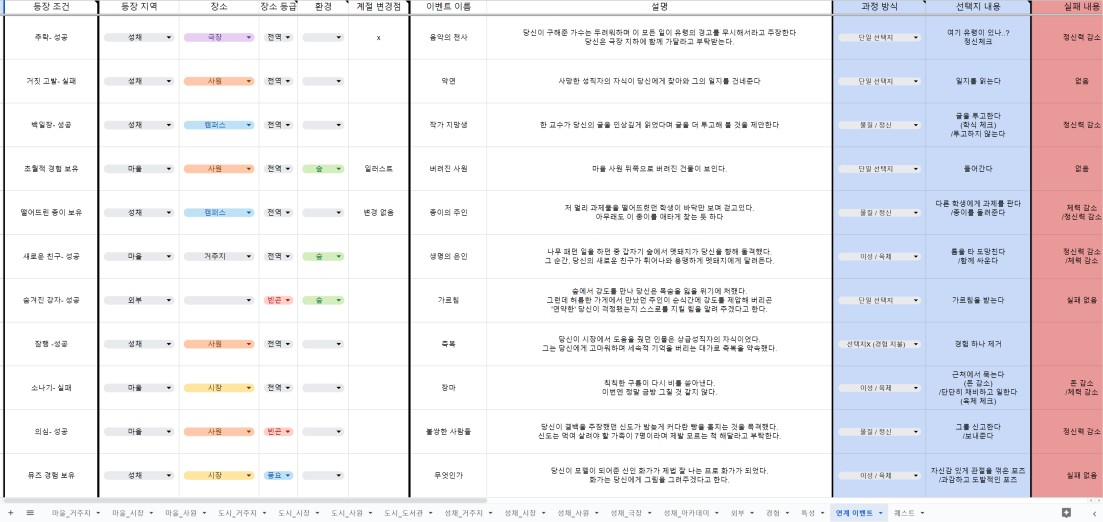 등장 조건 등장 지역 장소 장소 등급 환경 계절 변경점 이벤트 이름 설명 과정 방식 선택지 내용 실패 내용
추락- 성공 성채 극장 전역 x 음악의 천사
당신이 구해준 가수는 두려워하며 이 모든 일이 유령의 경고를 무시해서라고 주장한다
당신은 극장 지하에 함께 가달라고 부탁받는다.
단일 선택지
여기 유령이 있나..?
정신체크
정신력 감소
거짓 고발- 실패 성채 사원 전역 악연
사망한 성직자의 자식이 당신에게 찾아와 그의 일지를 건네준다
단일 선택지 일지를 읽는다 없음
백일장- 성공 성채 캠퍼스 전역 작가 지망생
한 교수가 당신의 글을 인상깊게 읽었다며 글을 더 투고해 볼 것을 제안한다
물질 / 정신
글을 투고한다
(학식 체크)
/투고하지 않는다
정신력 감소
초월적 경험 보유 마을 사원 전역 숲 일러스트 버려진 사원
마을 사원 뒤쪽으로 버려진 건물이 보인다.
단일 선택지 들어간다 없음
떨어뜨린 종이 보유 성채 캠퍼스 전역 변경 없음 종이의 주인
저 멀리 과제물을 떨어뜨렸던 학생이 바닥만 보며 걷고있다.
아무래도 이 종이를 애타게 찾는 듯 하다
물질 / 정신
다른 학생에게 과제를 판다
/종이를 돌려준다
체력 감소
/정신력 감소
새로운 친구- 성공 마을 거주지 전역 숲 생명의 은인
나무 패던 일을 하던 중 갑자기 숲에서 멧돼지가 당신을 향해 돌격했다.
그 순간, 당신의 새로운 친구가 튀어나와 용맹하게 멧돼지에게 달려든다.
이성 / 육체
틈을 타 도망친다
/함께 싸운다
정신력 감소
/체력 감소
숨겨진 강자- 성공 외부 빈곤 숲 가르침
숲에서 강도를 만나 당신은 목숨을 잃을 위기에 처했다.
그런데 허름한 가게에서 만났던 주인이 순식간에 강도를 제압해 버리곤
"연약한" 당신이 걱정됐는지 스스로를 지킬 힘을 알려 주겠다고 한다.
단일 선택지 가르침을 받는다 실패 없음
잠행 -성공 성채 사원 전역 축복
당신이 시장에서 도움을 줬던 인물은 상급성직자의 자식이었다.
그는 당신에게 고마워하며 세속적 기억을 버리는 대가로 축복을 약속했다.
선택지X (경험 지불) 경험 하나 제거
소나기- 실패 마을 시장 전역 장마
칙칙한 구름이 다시 비를 쏟아낸다.
이번엔 정말 금방 그칠 것 같지 않다.
이성 / 육체
근처에서 묵는다
(돈 감소)
/단단히 채비하고 일한다
(육체 체크)
돈 감소
/체력 감소
의심- 성공 마을 사원 빈곤 불쌍한 사람들
당신이 결백을 주장했던 신도가 밤늦게 커다란 빵을 훔치는 것을 목격했다.
신도는 먹여 살려야 할 가족이 7명이라며 제발 모르는 척 해달라고 부탁한다.
물질 / 정신
그를 신고한다
/보내준다
정신력 감소
뮤즈 경험 보유 성채 시장 풍요 무엇인가
당신이 모델이 되어준 신인 화가가 제법 잘 나는 프로 화가가 되었다.
화가는 당신에게 그림을 그려주겠다고 한다.
이성 / 육체
자신감 있게 관절을 꺾은 포즈
/과감하고 도발적인 포즈
실패 없음
마을_거주지 마을_시장 마을_사원 도시_거주지 도시_시장 도시_사원 도시_도서관 성채_거주지 성채_시장 성채_사원 성채_극장 성채_아카데미 외부 경험 특성 연계 이벤트 퀘스트